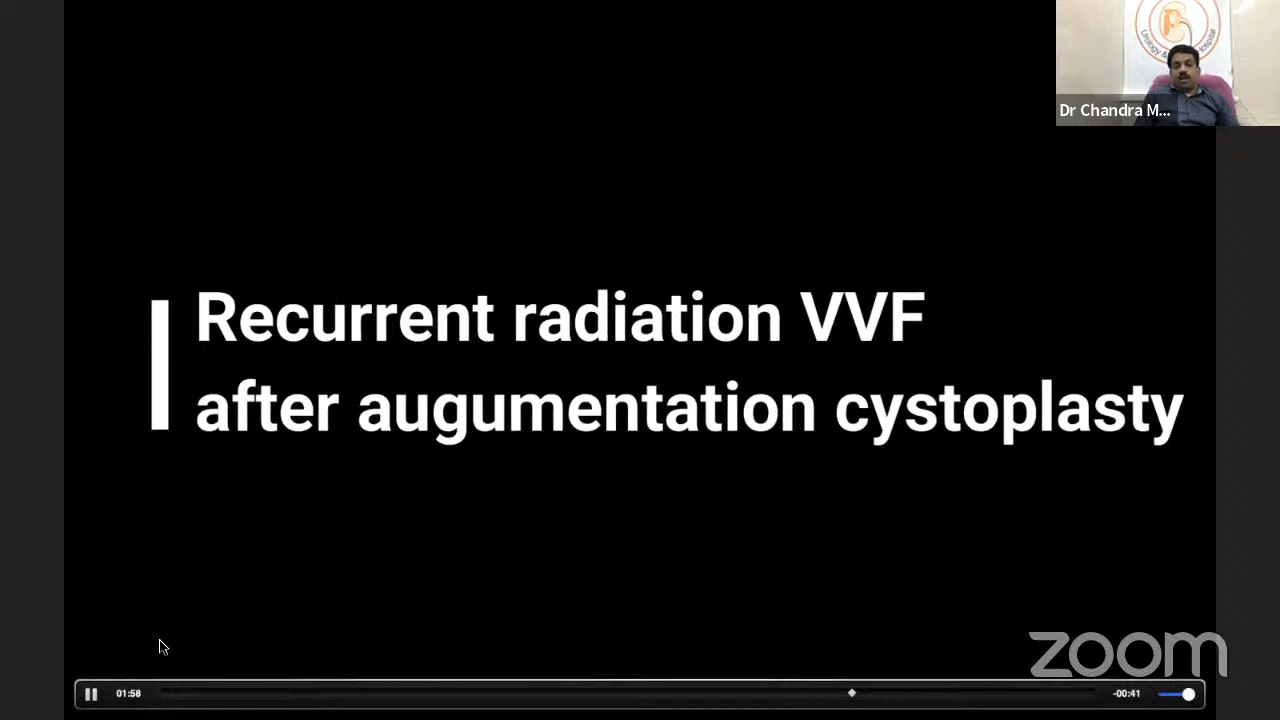 Dr Chandra M...
Recurrent radiation VVF
after augumentation cystoplasty
zoom
01:58
-00:41